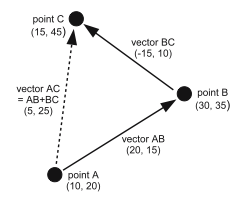 point C
(15, 45)
vector BC
(-15, 10)
vector AC
= AB+BC
(5, 25)
point B
(30, 35)
vector AB
(20, 15)
point A
(10, 20)